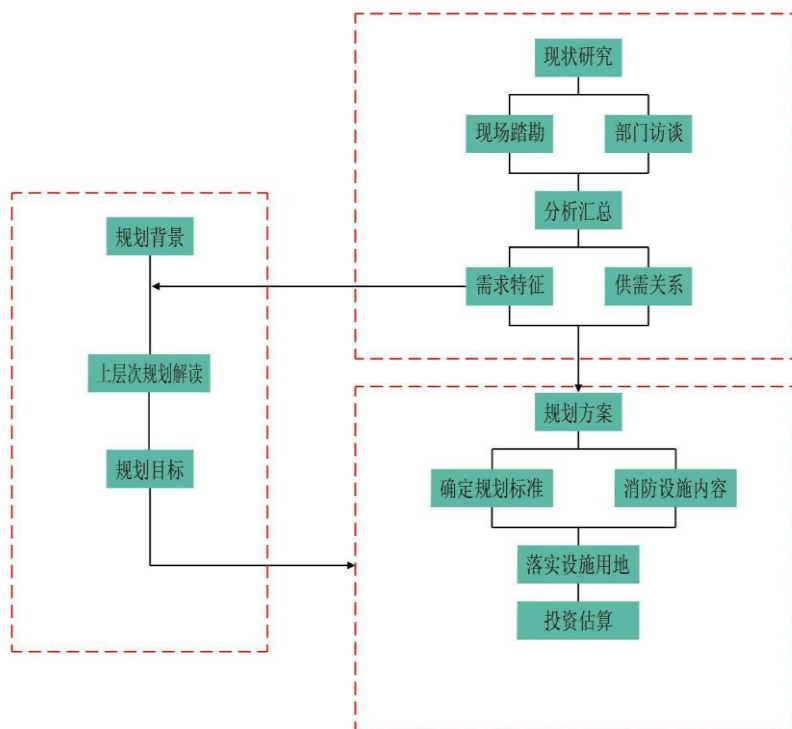 现状研究
现场踏勘
部门访谈
分析汇总
需求特征
供需关系
规划背景
上层次规划解读
规划目标
规划方案
确定规划标准
消防设施内容
落实设施用地
投资估算